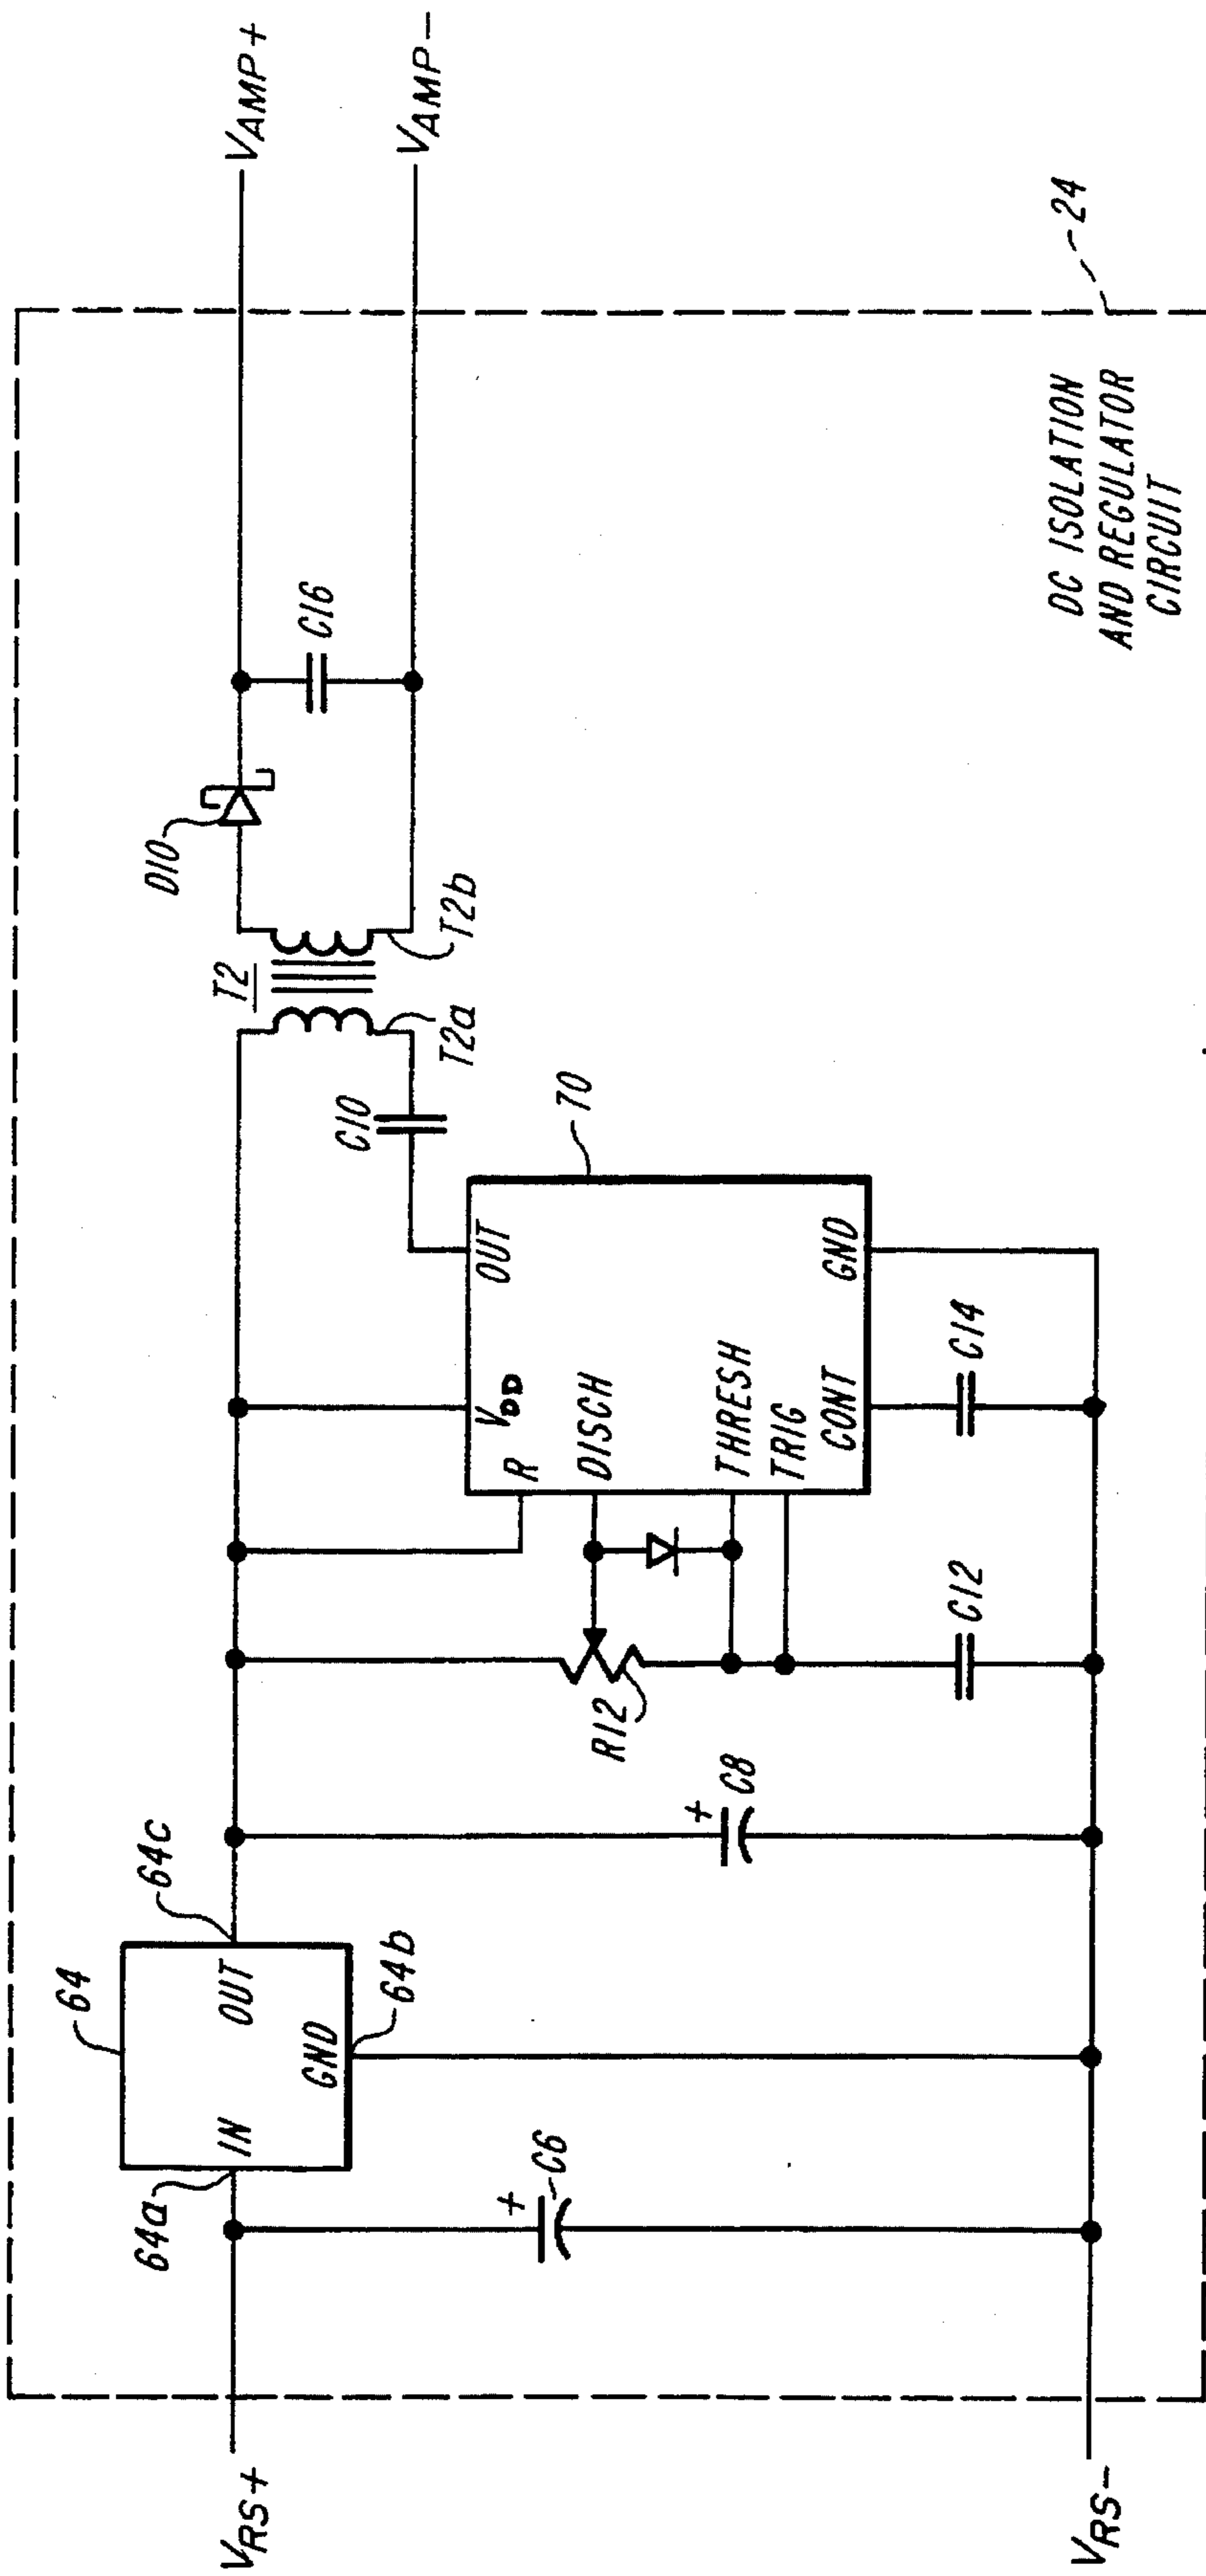 VRS+
VRS-
64a
64
64c
IN
OUT
GND
64b
+
C6
+
C8
R12
C12
R
VDD
OUT
DISCH
THRESH
TRIG
CONT
GND
70
C14
C10
T2
T2a
T2b
D10
C16
VAMP+
VAMP-
DC ISOLATION
AND REGULATOR
CIRCUIT
24